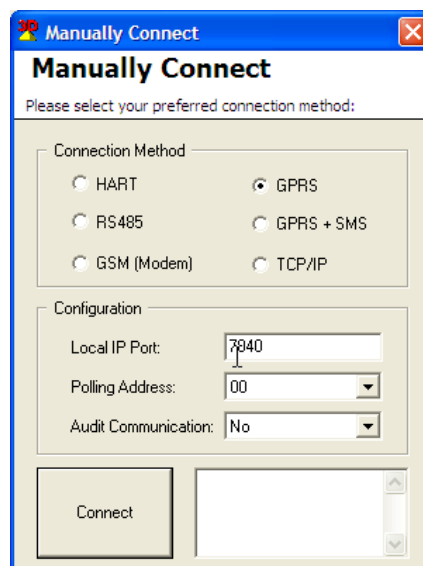 Manually Connect
Manually Connect
Please select your preferred connection method:
Connection Method
HART
GPRS
RS485
GPRS + SMS
GSM (Modem)
TCP/IP
Configuration
Local IP Port: 7840
Polling Address: 00
Audit Communication: No
Connect